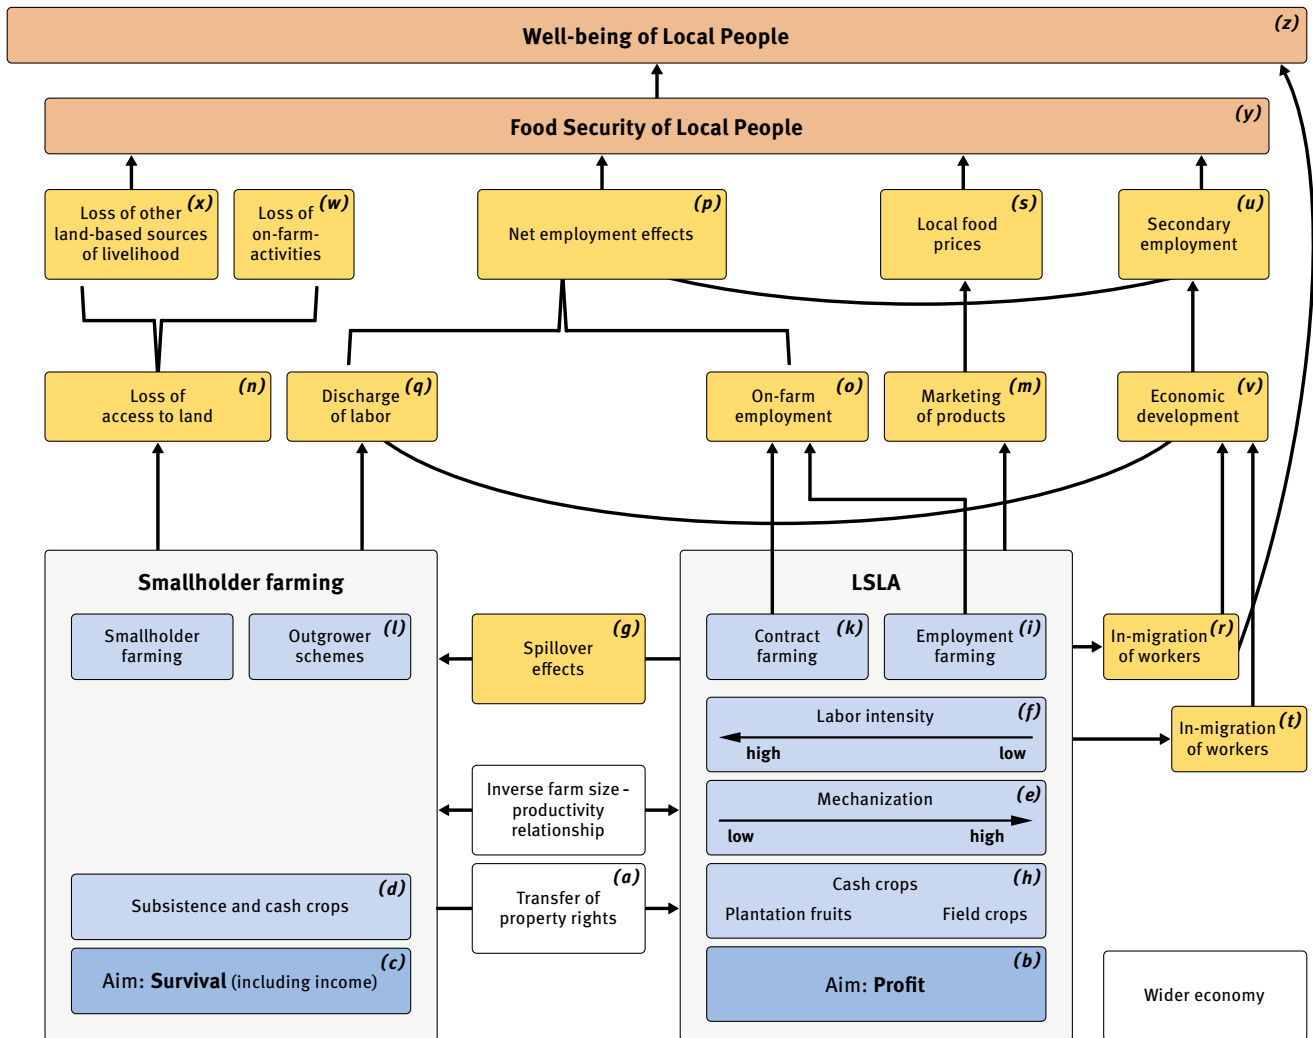 Well-being of Local People
(z)
Food Security of Local People
(y)
Loss of other
land-based sources
of livelihood
(x)
Loss of
on-farm-
activities
(w)
Net employment effects
(p)
Local food
prices
(s)
Secondary
employment
(u)
Loss of
access to land
(n)
Discharge
of labor
(q)
On-farm
employment
(o)
Marketing
of products
(m)
Economic
development
(v)
Smallholder farming
Smallholder
farming
Outgrower
schemes
(l)
Subsistence and cash crops
(d)
Aim: Survival (including income)
(c)
Spillover
effects
(g)
Inverse farm size -
productivity
relationship
Transfer of
property rights
(a)
LSLA
Contract
farming
(k)
Employment
farming
(i)
Labor intensity
(f)
high
low
Mechanization
(e)
low
high
Cash crops
(h)
Plantation fruits
Field crops
Aim: Profit
(b)
In-migration
of workers
(r)
In-migration
of workers
(t)
Wider economy